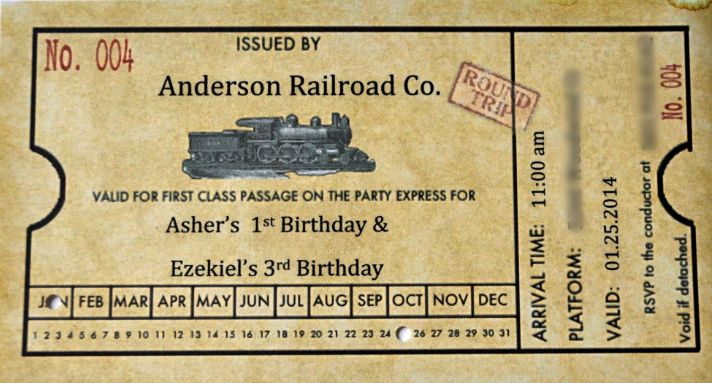 No. 004
ISSUED BY
Anderson Railroad Co.
ROUND
TRIP
VALID FOR FIRST CLASS PASSAGE ON THE PARTY EXPRESS FOR
Asher's 1st Birthday &
Ezekiel's 3rd Birthday
JAN FEB MAR APR MAY JUN JUL AUG SEP OCT NOV DEC
1 2 3 4 5 6 7 8 9 10 11 12 13 14 15 16 17 18 19 20 21 22 23 24 26 27 28 29 30 31
ARRIVAL TIME: 11:00 am
PLATFORM:
VALID: 01.25.2014
RSVP to the conductor at
No. 004
Void if detached.